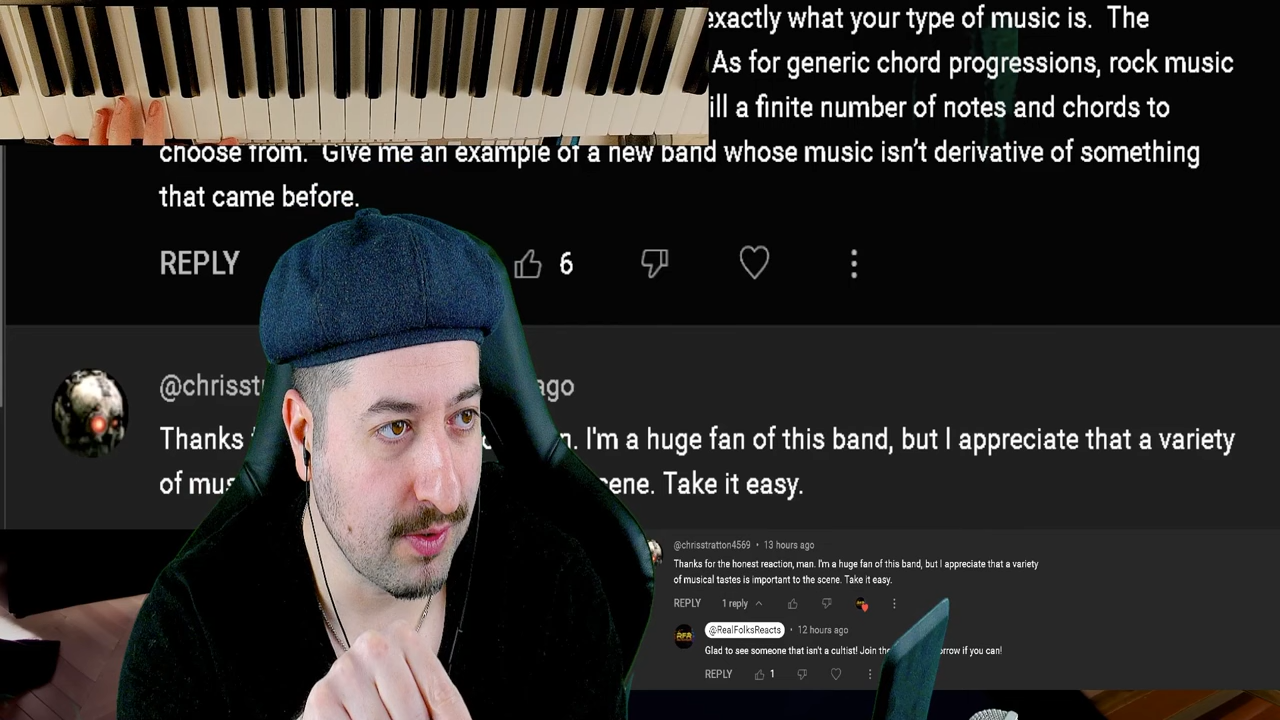 exactly what your type of music is. The
As for generic chord progressions, rock music
ill a finite number of notes and chords to
choose from. Give me an example of a new band whose music isn't derivative of something
that came before.
REPLY 6
@chrisst ago
Thanks n. I'm a huge fan of this band, but I appreciate that a variety
of mus cene. Take it easy.
@chrisstratton4569 • 13 hours ago
Thanks for the honest reaction, man. I'm a huge fan of this band, but I appreciate that a variety
of musical tastes is important to the scene. Take it easy.
REPLY 1 reply
RFR @RealFolksReacts • 12 hours ago
Glad to see someone that isn't a cultist! Join the orrow if you can!
REPLY 1